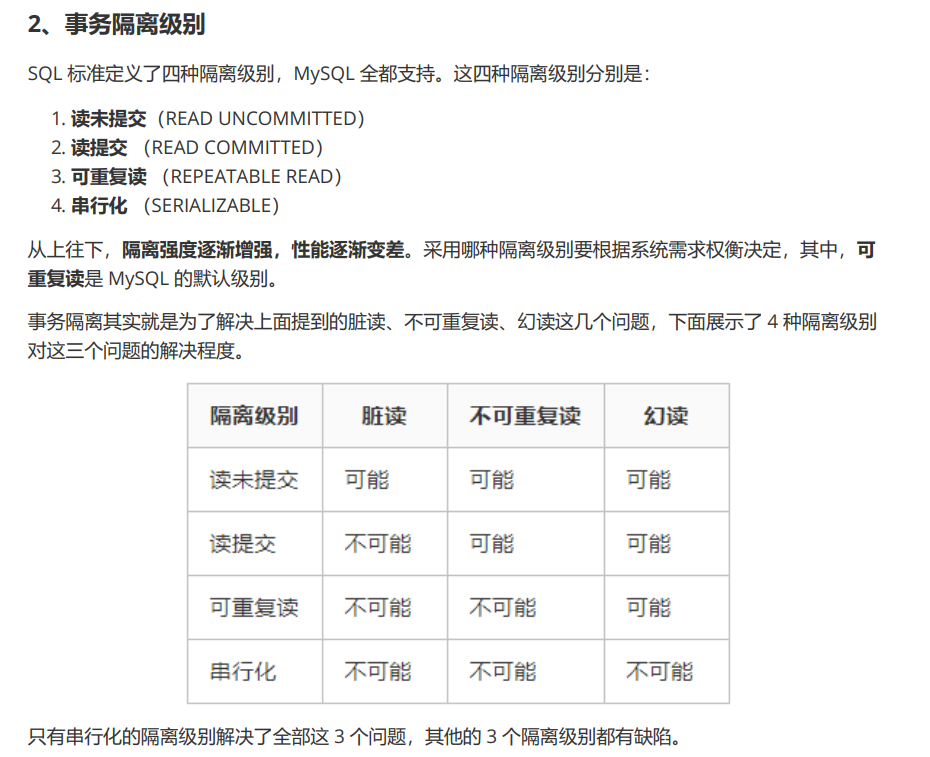 2、事务隔离级别
SQL 标准定义了四种隔离级别，MySQL 全都支持。这四种隔离级别分别是：
1. 读未提交（READ UNCOMMITTED）
2. 读提交 （READ COMMITTED）
3. 可重复读 （REPEATABLE READ）
4. 串行化 （SERIALIZABLE）
从上往下，隔离强度逐渐增强，性能逐渐变差。采用哪种隔离级别要根据系统需求权衡决定，其中，可
重复读是 MySQL 的默认级别。
事务隔离其实就是为了解决上面提到的脏读、不可重复读、幻读这几个问题，下面展示了 4 种隔离级别
对这三个问题的解决程度。
隔离级别 脏读 不可重复读 幻读
读未提交 可能 可能 可能
读提交 不可能 可能 可能
可重复读 不可能 不可能 可能
串行化 不可能 不可能 不可能
只有串行化的隔离级别解决了全部这 3 个问题，其他的 3 个隔离级别都有缺陷。